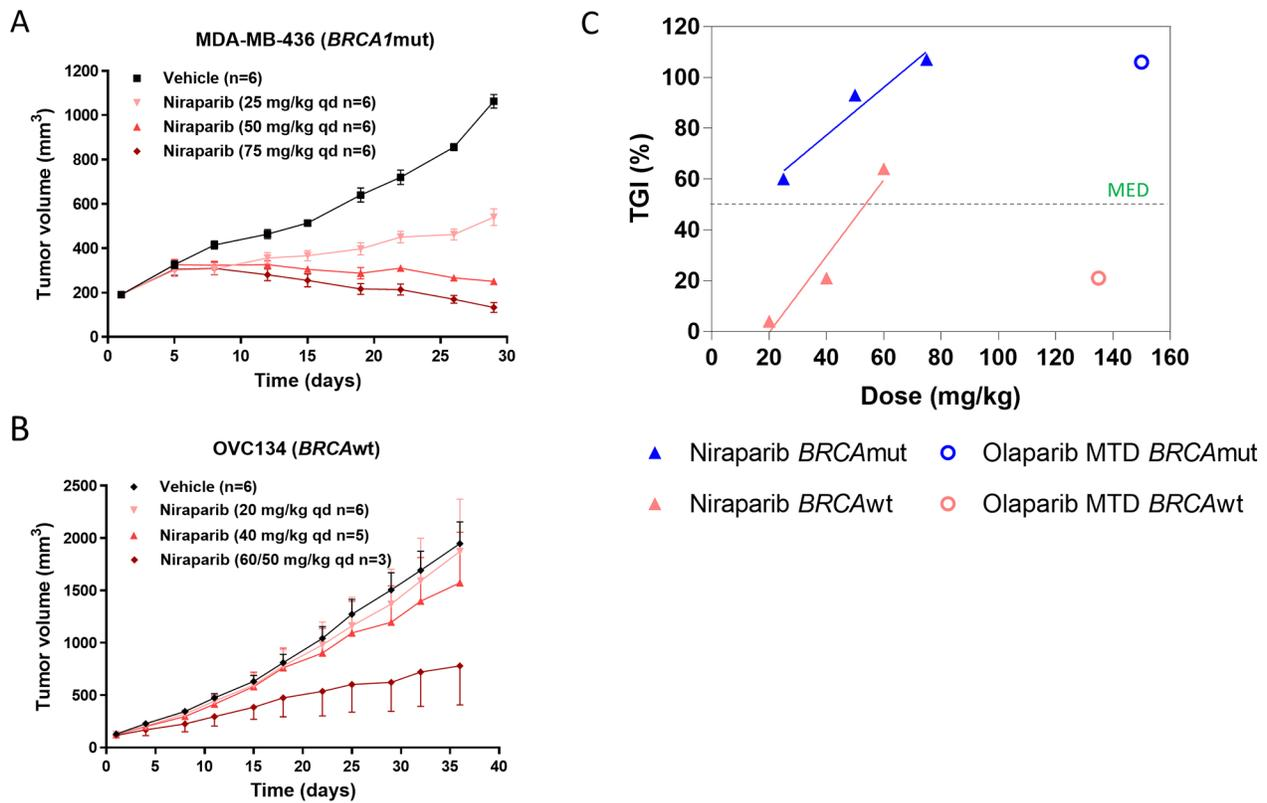 A
MDA-MB-436 (BRCA1mut)
Vehicle (n=6)
Niraparib (25 mg/kg qd n=6)
Niraparib (50 mg/kg qd n=6)
Niraparib (75 mg/kg qd n=6)
Tumor volume (mm³)
1200
1000
800
600
400
200
0
0 5 10 15 20 25 30
Time (days)
B
OVC134 (BRCAwt)
Vehicle (n=6)
Niraparib (20 mg/kg qd n=6)
Niraparib (40 mg/kg qd n=5)
Niraparib (60/50 mg/kg qd n=3)
Tumor volume (mm³)
2500
2000
1500
1000
500
0
0 5 10 15 20 25 30 35 40
Time (days)
C
TGI (%)
120
100
80
60
40
20
0
MED
0 20 40 60 80 100 120 140 160
Dose (mg/kg)
Niraparib BRCAmut
Olaparib MTD BRCAmut
Niraparib BRCAwt
Olaparib MTD BRCAwt